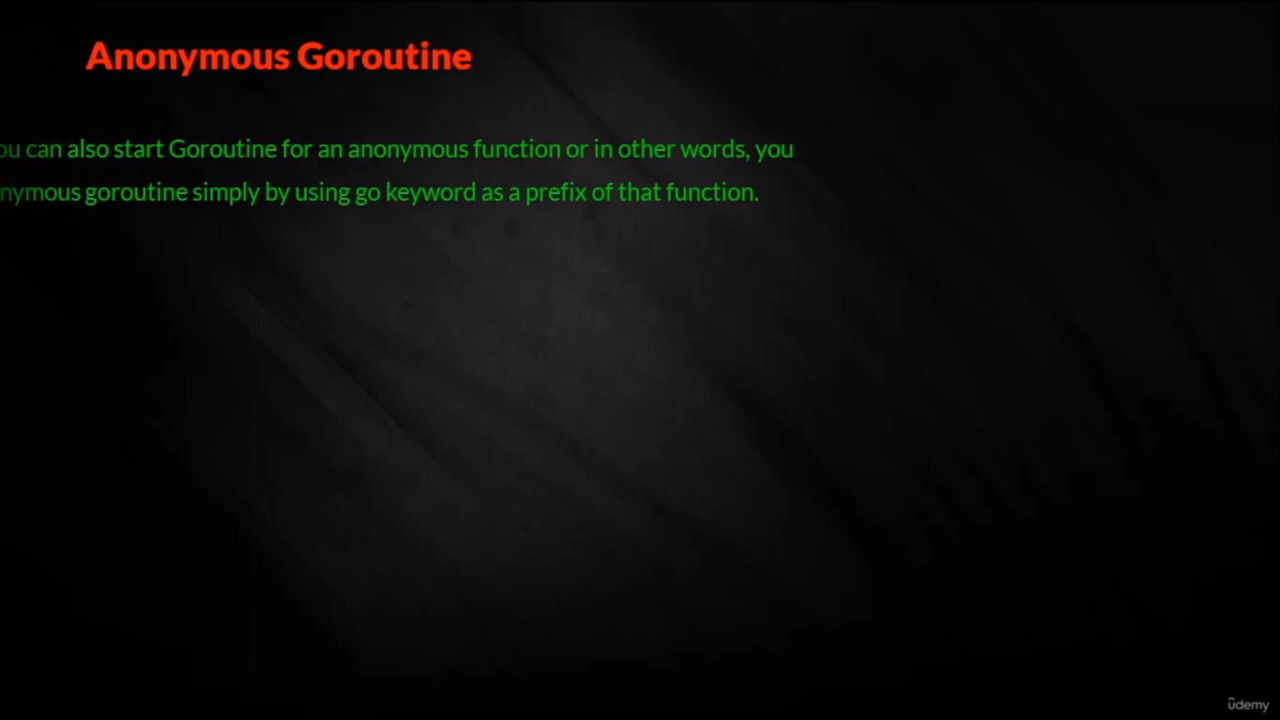 Anonymous Goroutine
ou can also start Goroutine for an anonymous function or in other words, you
nymous goroutine simply by using go keyword as a prefix of that function.
ûdemy